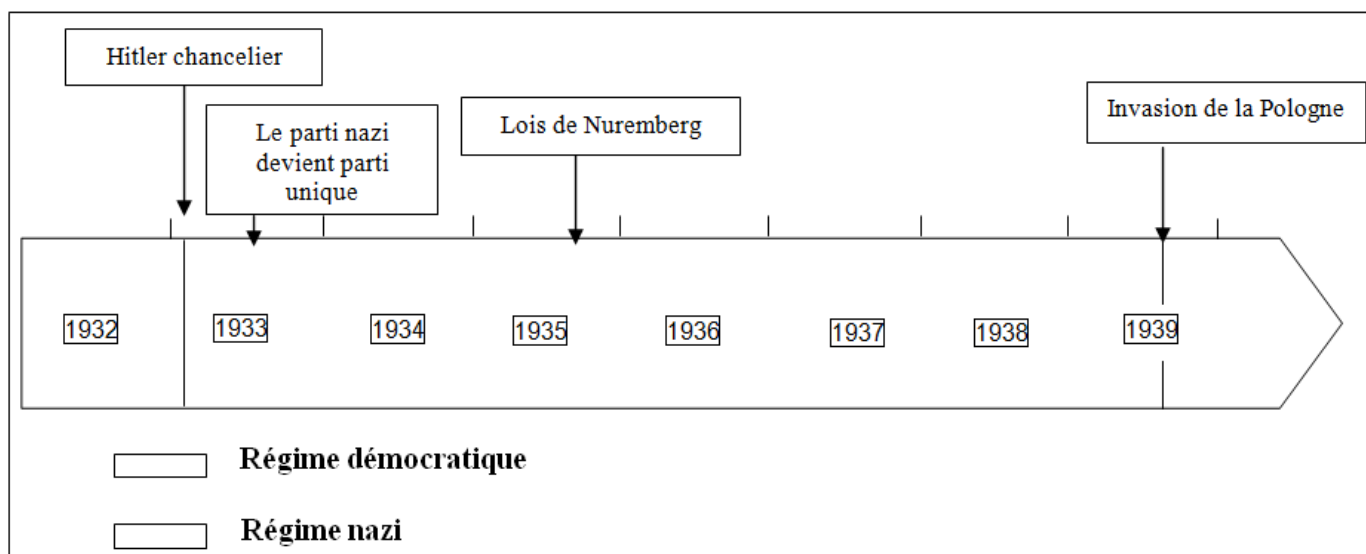 Hitler chancelier
Le parti nazi
devient parti
unique
Lois de Nuremberg
Invasion de la Pologne
1932
1933
1934
1935
1936
1937
1938
1939
Régime démocratique
Régime nazi